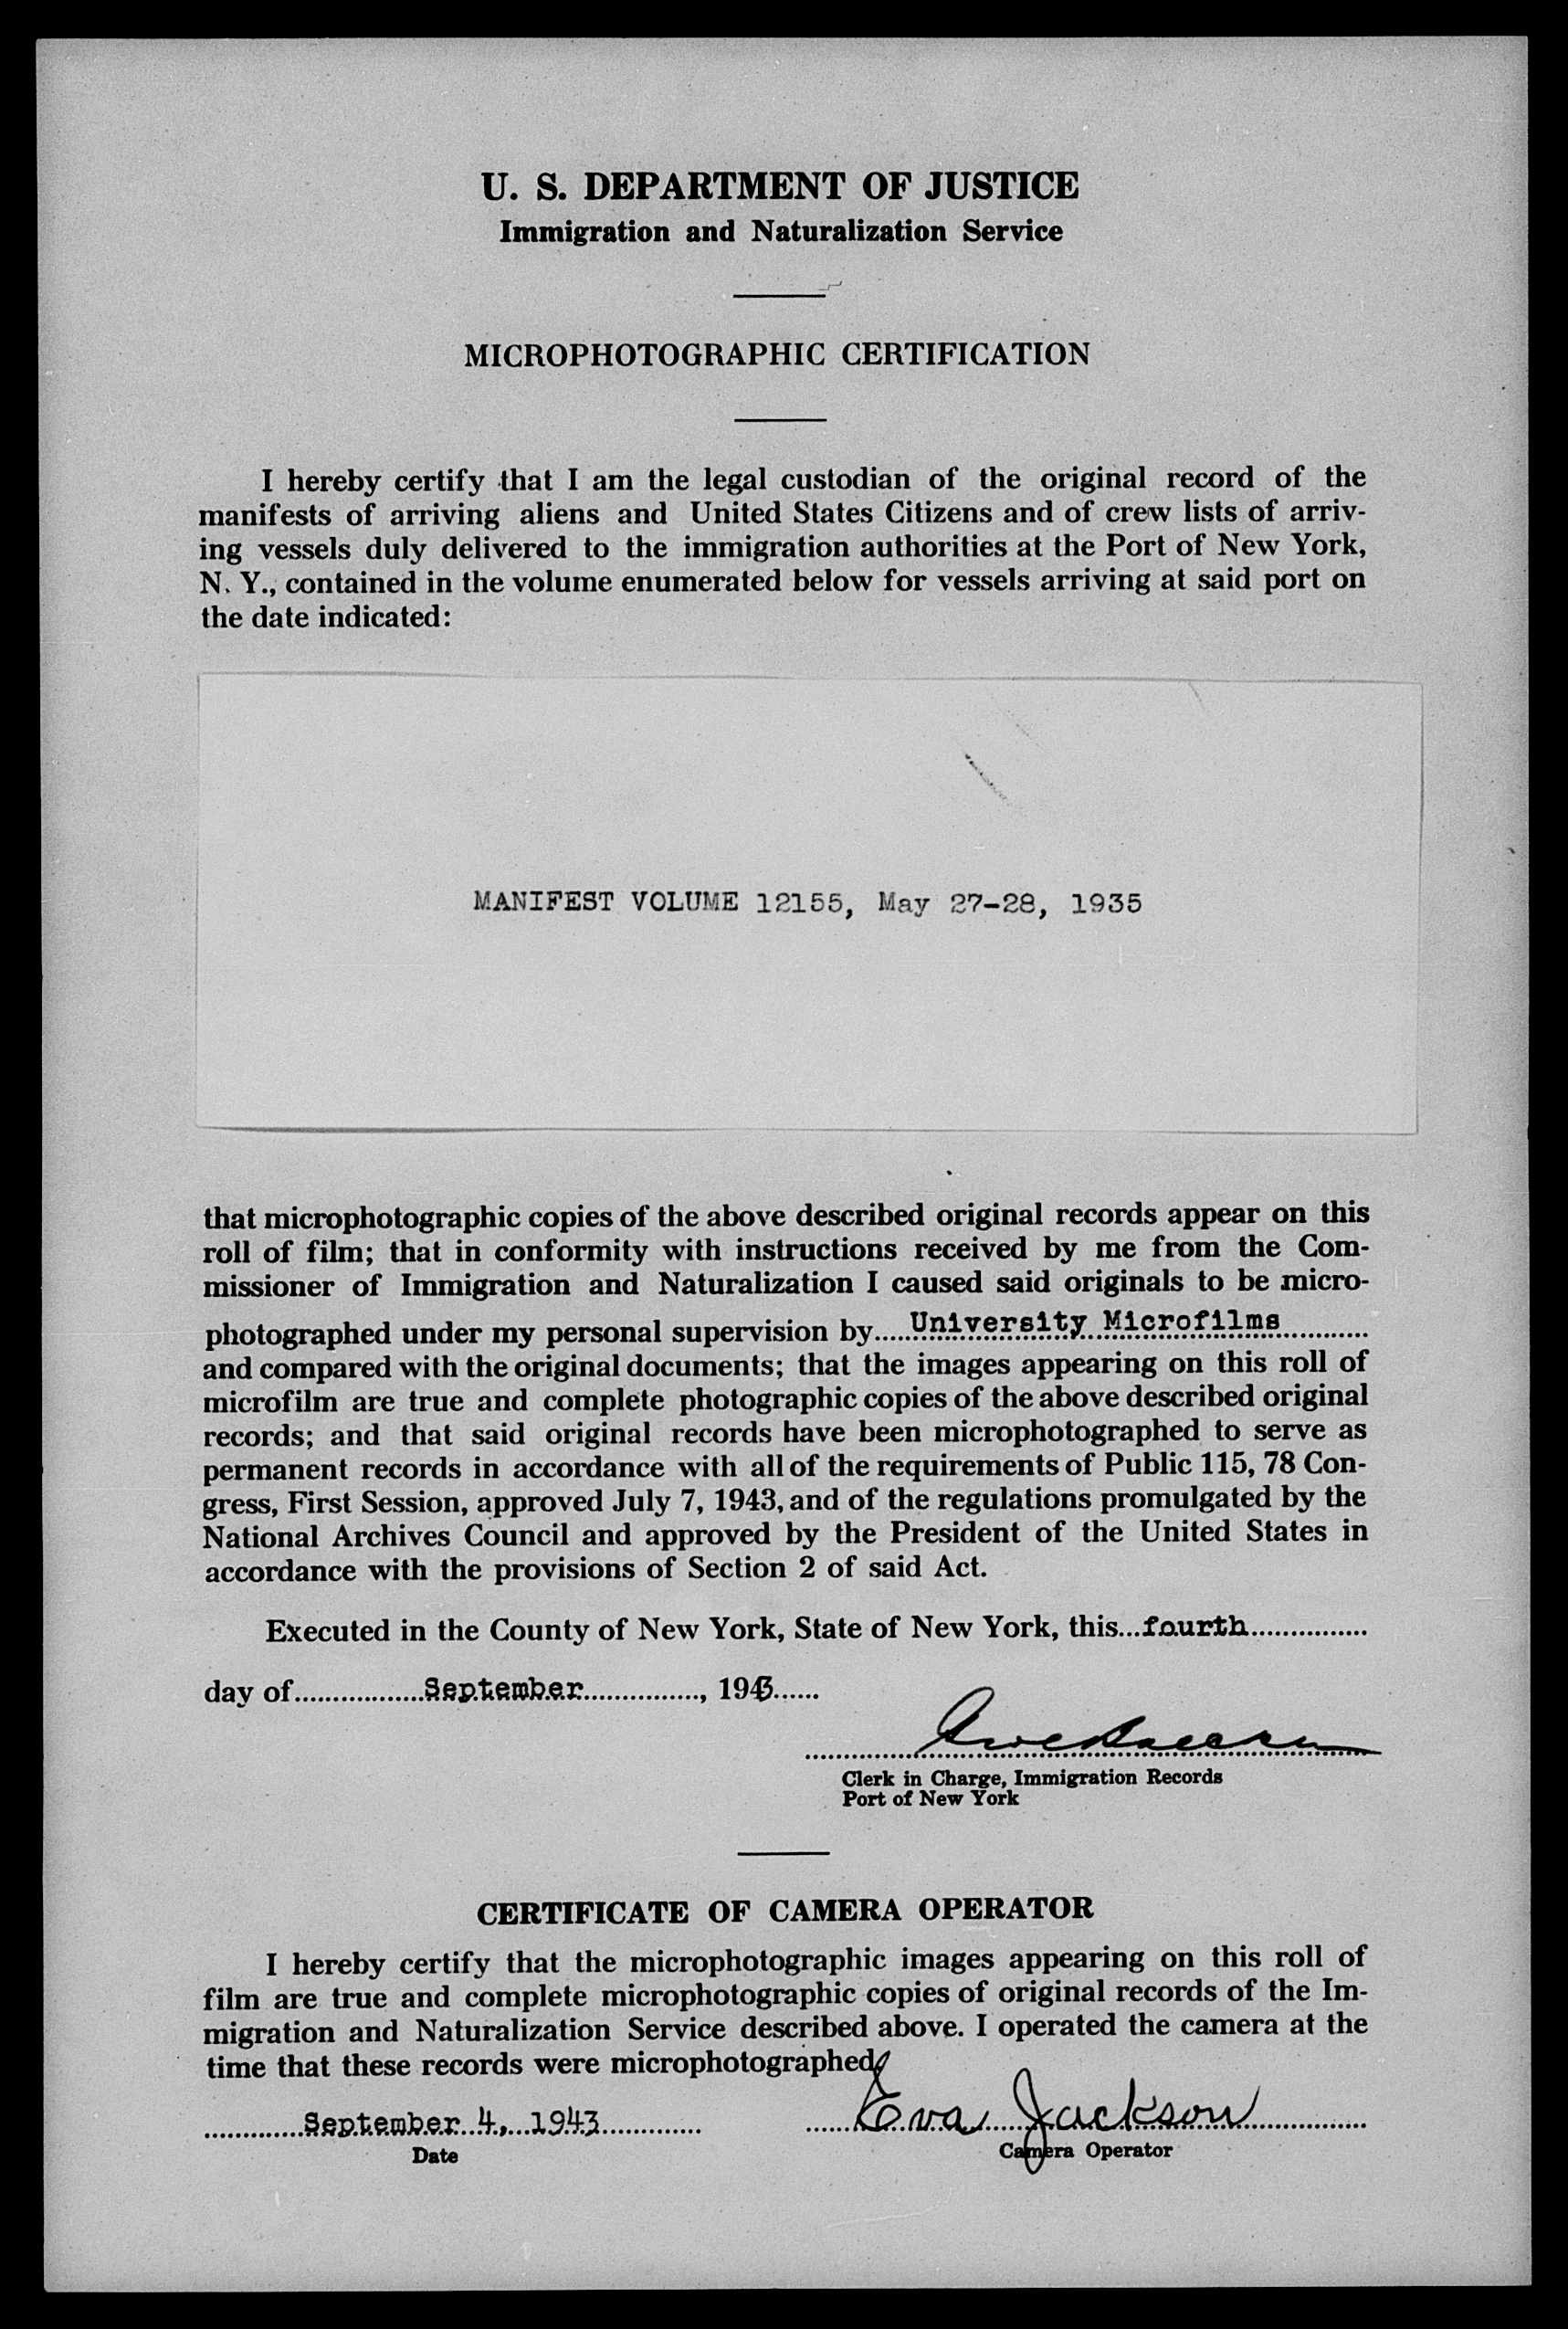 U. S. DEPARTMENT OF JUSTICE
Immigration and Naturalization Service
MICROPHOTOGRAPHIC CERTIFICATION
I hereby certify that I am the legal custodian of the original record of the
manifests of arriving aliens and United States Citizens and of crew lists of arriv-
ing vessels duly delivered to the immigration authorities at the Port of New York,
N. Y., contained in the volume enumerated below for vessels arriving at said port on
the date indicated:
MANIFEST VOLUME 12155, May 27-28, 1935
that microphotographic copies of the above described original records appear on this
roll of film; that in conformity with instructions received by me from the Com-
missioner of Immigration and Naturalization I caused said originals to be micro-
photographed under my personal supervision by.....University Microfilms............
and compared with the original documents; that the images appearing on this roll of
microfilm are true and complete photographic copies of the above described original
records; and that said original records have been microphotographed to serve as
permanent records in accordance with all of the requirements of Public 115, 78 Con-
gress, First Session, approved July 7, 1943, and of the regulations promulgated by the
National Archives Council and approved by the President of the United States in
accordance with the provisions of Section 2 of said Act.
Executed in the County of New York, State of New York, this...fourth...............
day of.................September................, 1943......
Clerk in Charge, Immigration Records
Port of New York
CERTIFICATE OF CAMERA OPERATOR
I hereby certify that the microphotographic images appearing on this roll of
film are true and complete microphotographic copies of original records of the Im-
migration and Naturalization Service described above. I operated the camera at the
time that these records were microphotographed.
September 4, 1943 Eva Jackson
Date Camera Operator